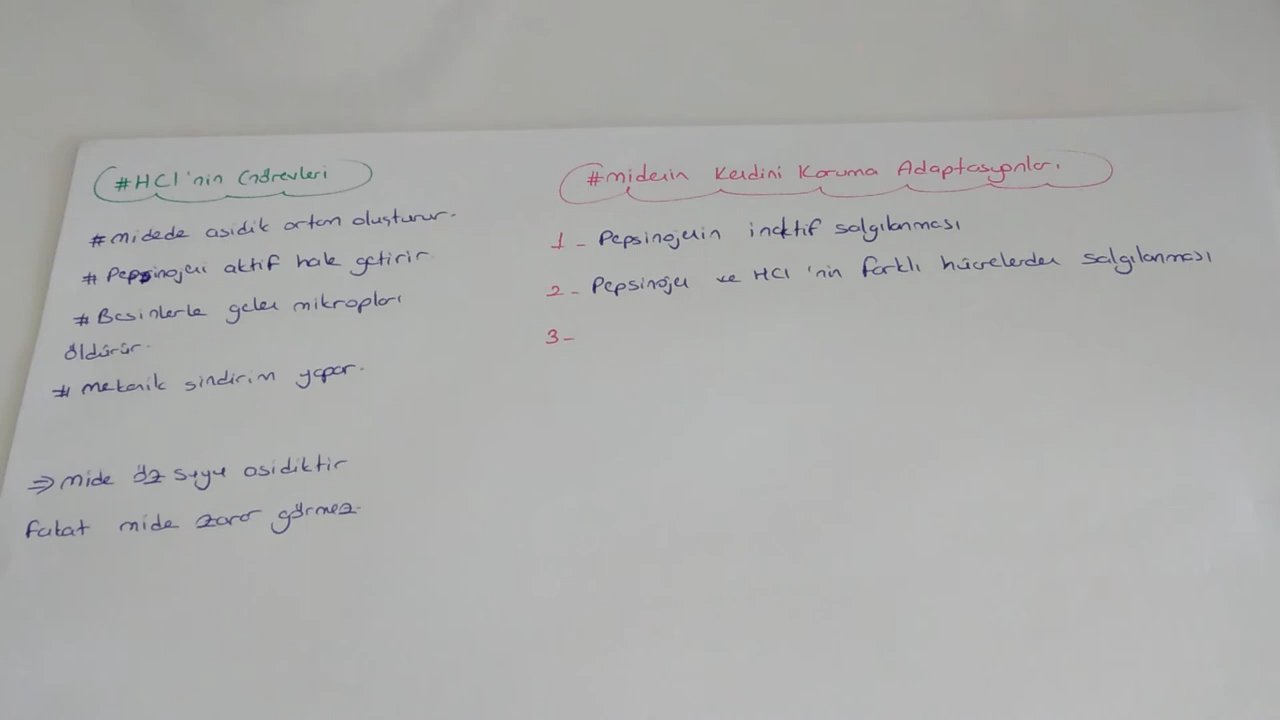 #HCl'nin Görevleri
#midede asidik ortam oluşturur.
#Pepsinojeni aktif hale getirir.
#Besinlerle gelen mikropları
öldürür.
#mekanik sindirim yapar.
⇒mide öz suyu asidiktir
fakat mide zarar görmez.
#midenin Kendini Koruma Adaptasyonları
1- Pepsinojenin inaktif salgılanması
2- Pepsinojen ve HCl 'nin farklı hücrelerden salgılanması
3-